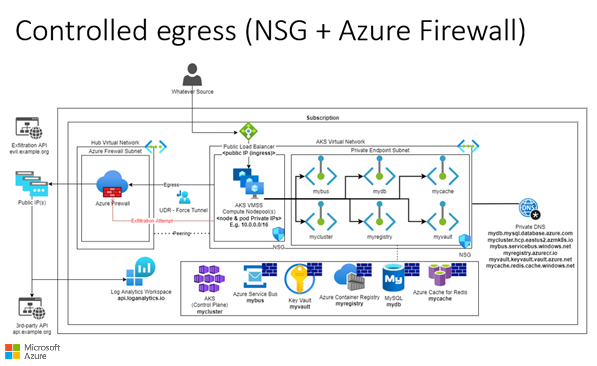 Controlled egress (NSG + Azure Firewall)
Whatever Source
Subscription
Exfiltration API
evil.example.org
Hub Virtual Network
Azure Firewall Subnet
Public Load Balancer
<public IP (ingress)>
AKS Virtual Network
Private Endpoint Subnet
Public IP(s)
Azure Firewall
Egress
UDR - Force Tunnel
Exfiltration Attempt
Peering
AKS VMSS
Compute Nodepool(s)
<node & pod Private IPs>
E.g. 10.0.0.0/16
NSG
mybus
mydb
mycache
mycluster
myregistry
myvault
NSG
DNS
Private DNS
mydb.mysql.database.azure.com
mycluster.hcp.eastus2.azmk8s.io
mybus.servicebus.windows.net
myregistry.azurecr.io
myvault.keyvault.vault.azure.net
mycache.redis.cache.windows.net
Log Analytics Workspace
api.loganalytics.io
AKS
(Control Plane)
mycluster
Azure Service Bus
mybus
Key Vault
myvault
Azure Container Registry
myregistry
My
MySQL
mydb
Azure Cache for Redis
mycache
3rd-party API
api.example.org
Microsoft
Azure